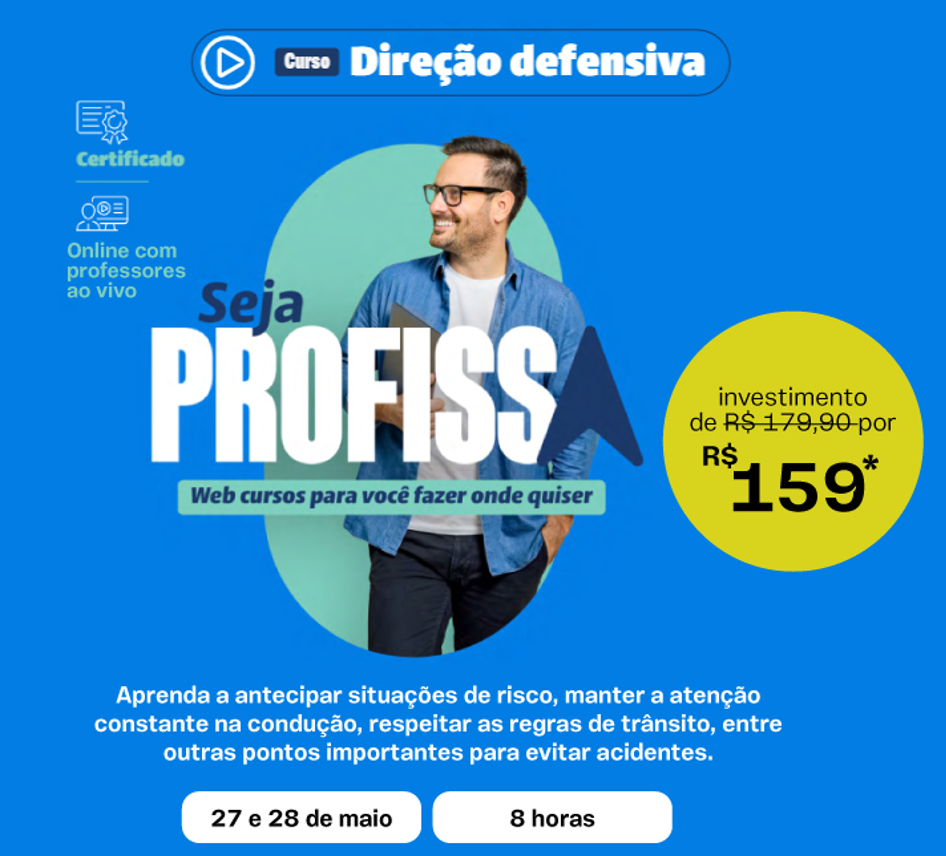 Curso Direção defensiva
Certificado
Online com
professores
ao vivo
Seja
PROFISSA
Web cursos para você fazer onde quiser
investimento
de R$ 179,90 por
R$ 159*
Aprenda a antecipar situações de risco, manter a atenção
constante na condução, respeitar as regras de trânsito, entre
outras pontos importantes para evitar acidentes.
27 e 28 de maio
8 horas